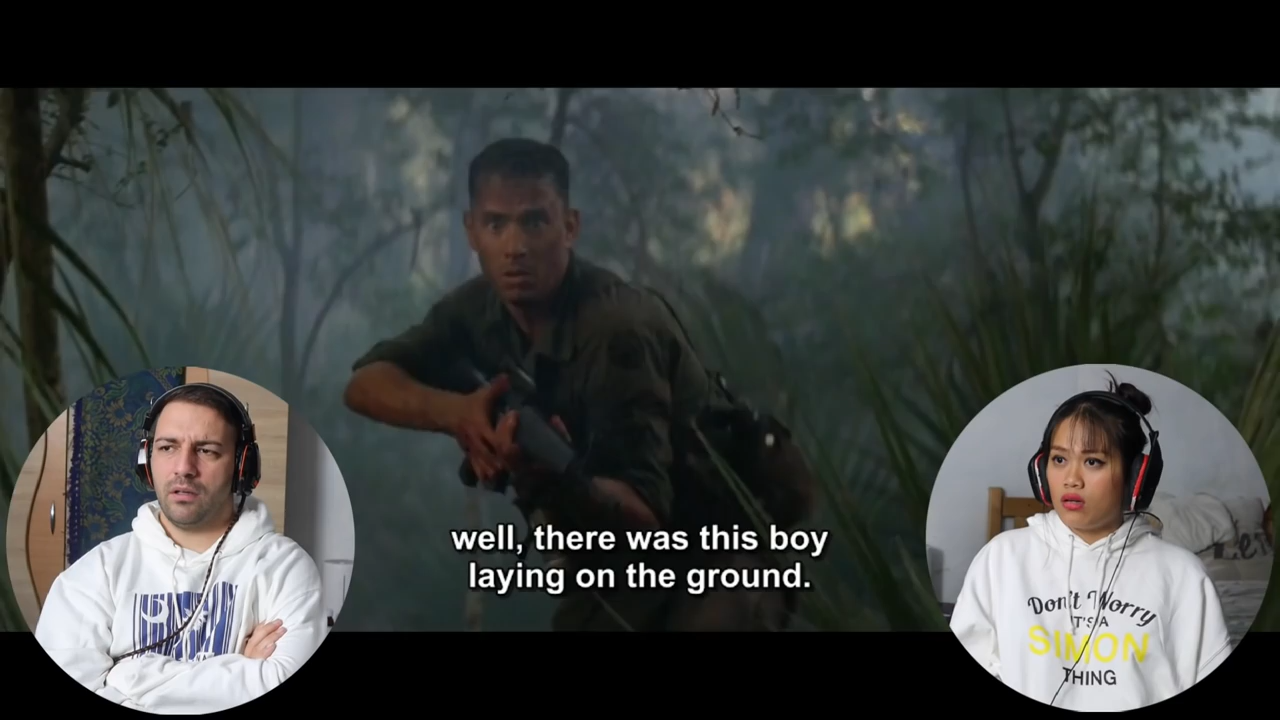 well, there was this boy
laying on the ground.
Don't Worry
IT'S A
SIMON
THING